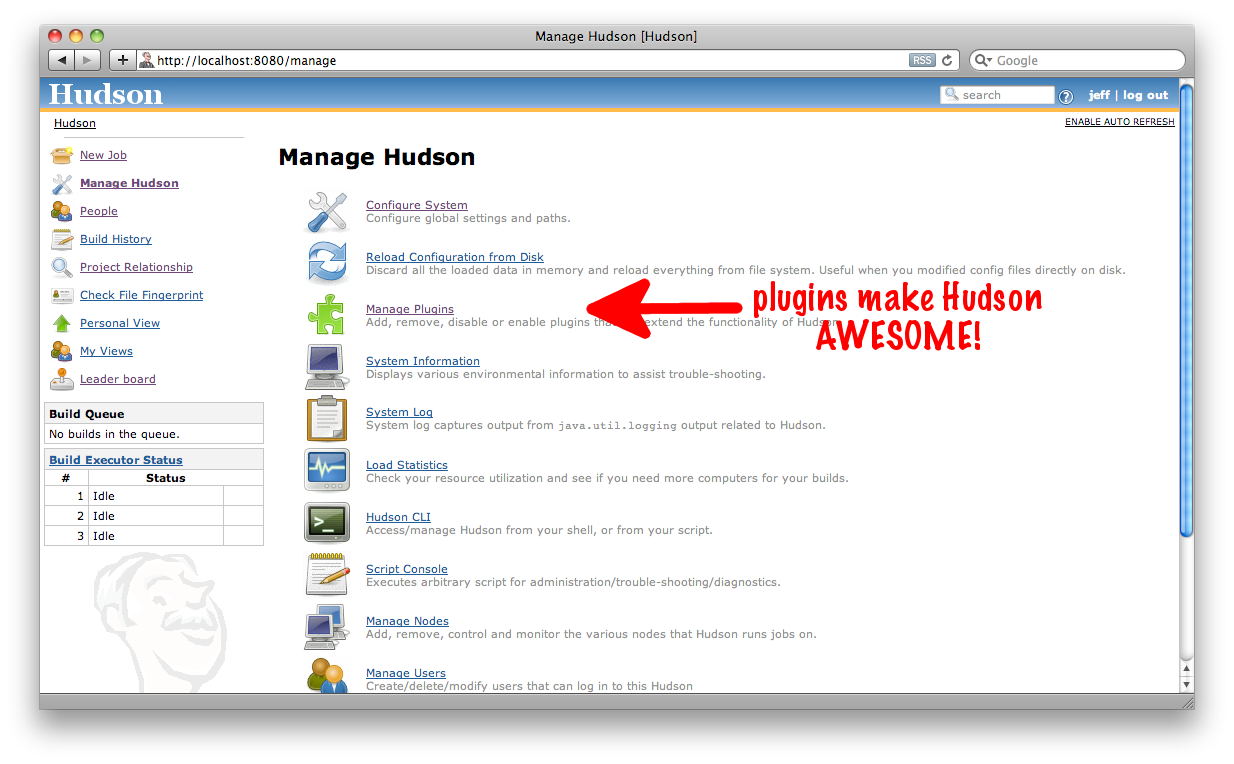 Manage Hudson [Hudson]
http://localhost:8080/manage
RSS
Google
Hudson
search
?
jeff | log out
Hudson
ENABLE AUTO REFRESH
New Job
Manage Hudson
People
Build History
Project Relationship
Check File Fingerprint
Personal View
My Views
Leader board
Build Queue
No builds in the queue.
Build Executor Status
# Status
1 Idle
2 Idle
3 Idle
Manage Hudson
Configure System
Configure global settings and paths.
Reload Configuration from Disk
Discard all the loaded data in memory and reload everything from file system. Useful when you modified config files directly on disk.
Manage Plugins
Add, remove, disable or enable plugins that extend the functionality of Hudson.
plugins make Hudson
AWESOME!
System Information
Displays various environmental information to assist trouble-shooting.
System Log
System log captures output from java.util.logging output related to Hudson.
Load Statistics
Check your resource utilization and see if you need more computers for your builds.
Hudson CLI
Access/manage Hudson from your shell, or from your script.
Script Console
Executes arbitrary script for administration/trouble-shooting/diagnostics.
Manage Nodes
Add, remove, control and monitor the various nodes that Hudson runs jobs on.
Manage Users
Create/delete/modify users that can log in to this Hudson